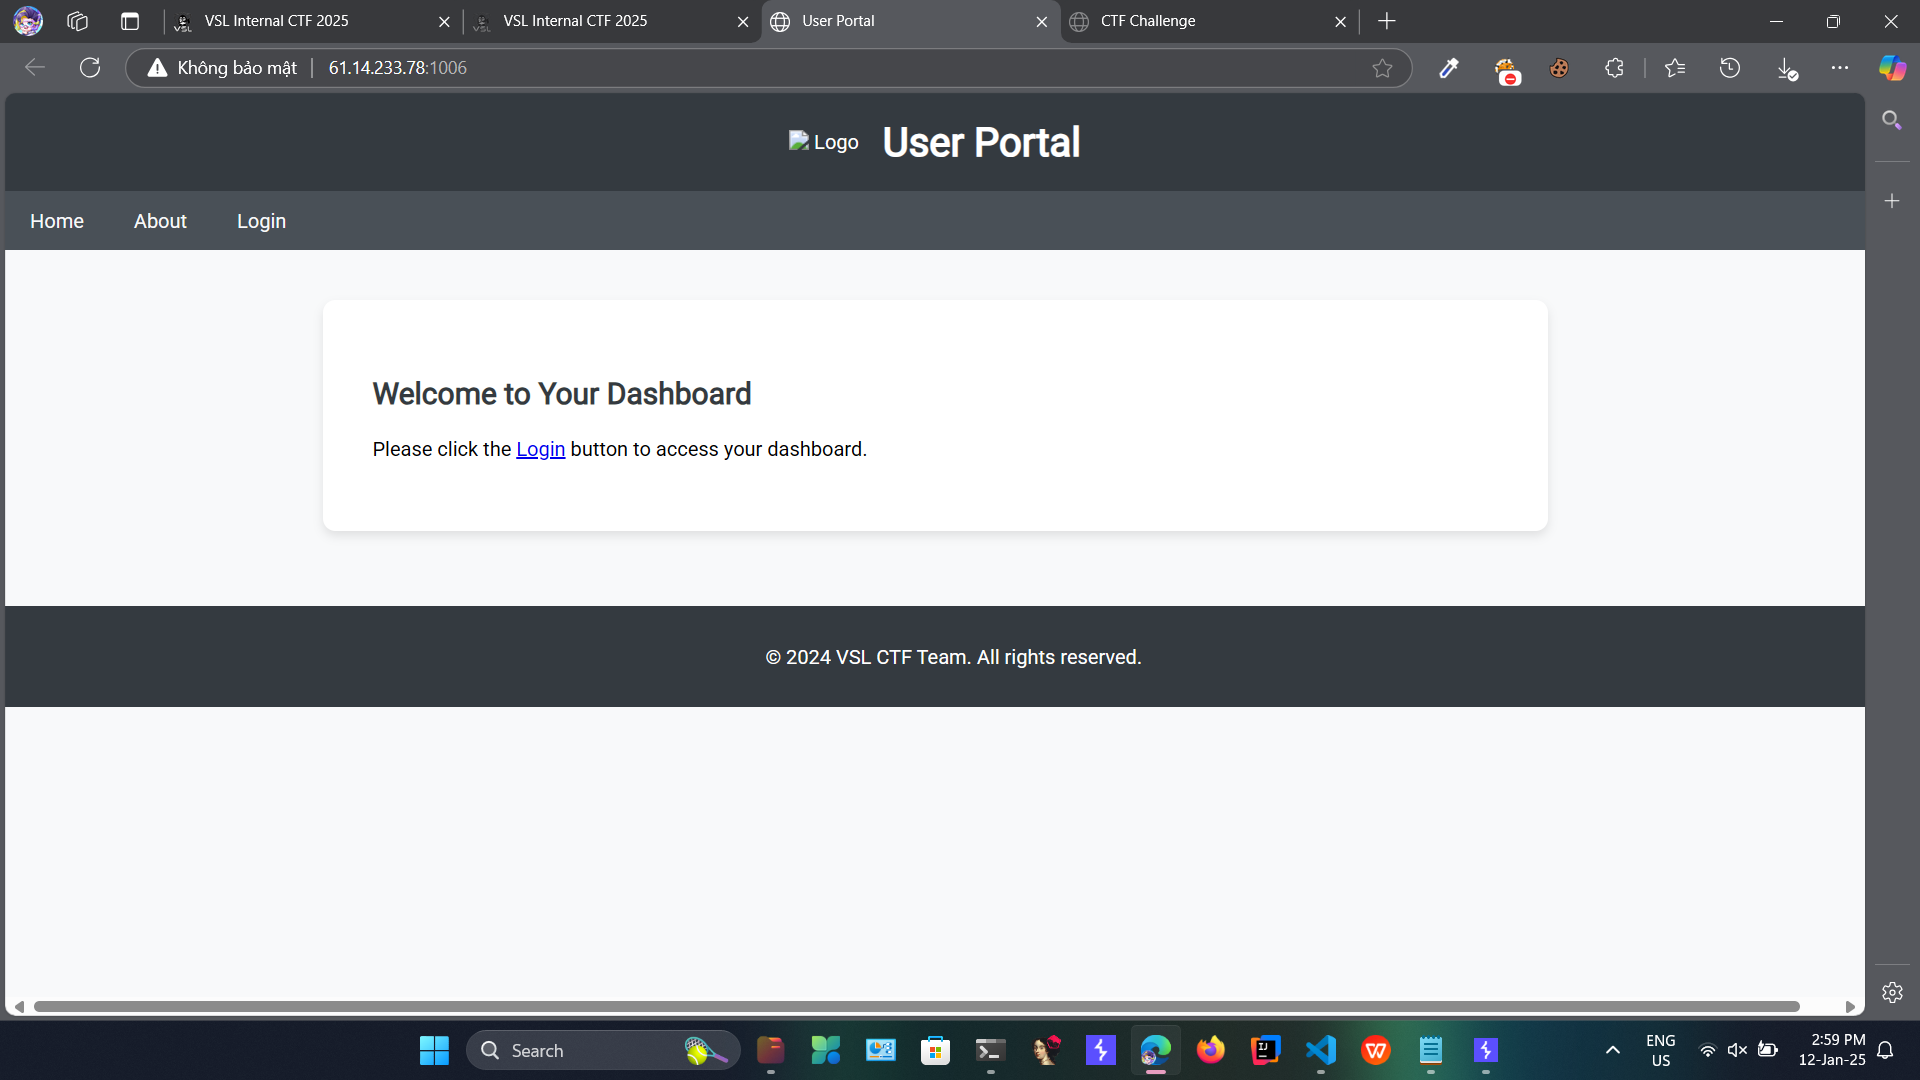 VSL Internal CTF 2025
VSL Internal CTF 2025
User Portal
CTF Challenge
Không bảo mật
61.14.233.78:1006
Logo
User Portal
Home
About
Login
Welcome to Your Dashboard
Please click the Login button to access your dashboard.
© 2024 VSL CTF Team. All rights reserved.
Search
ENG
US
2:59 PM
12-Jan-25